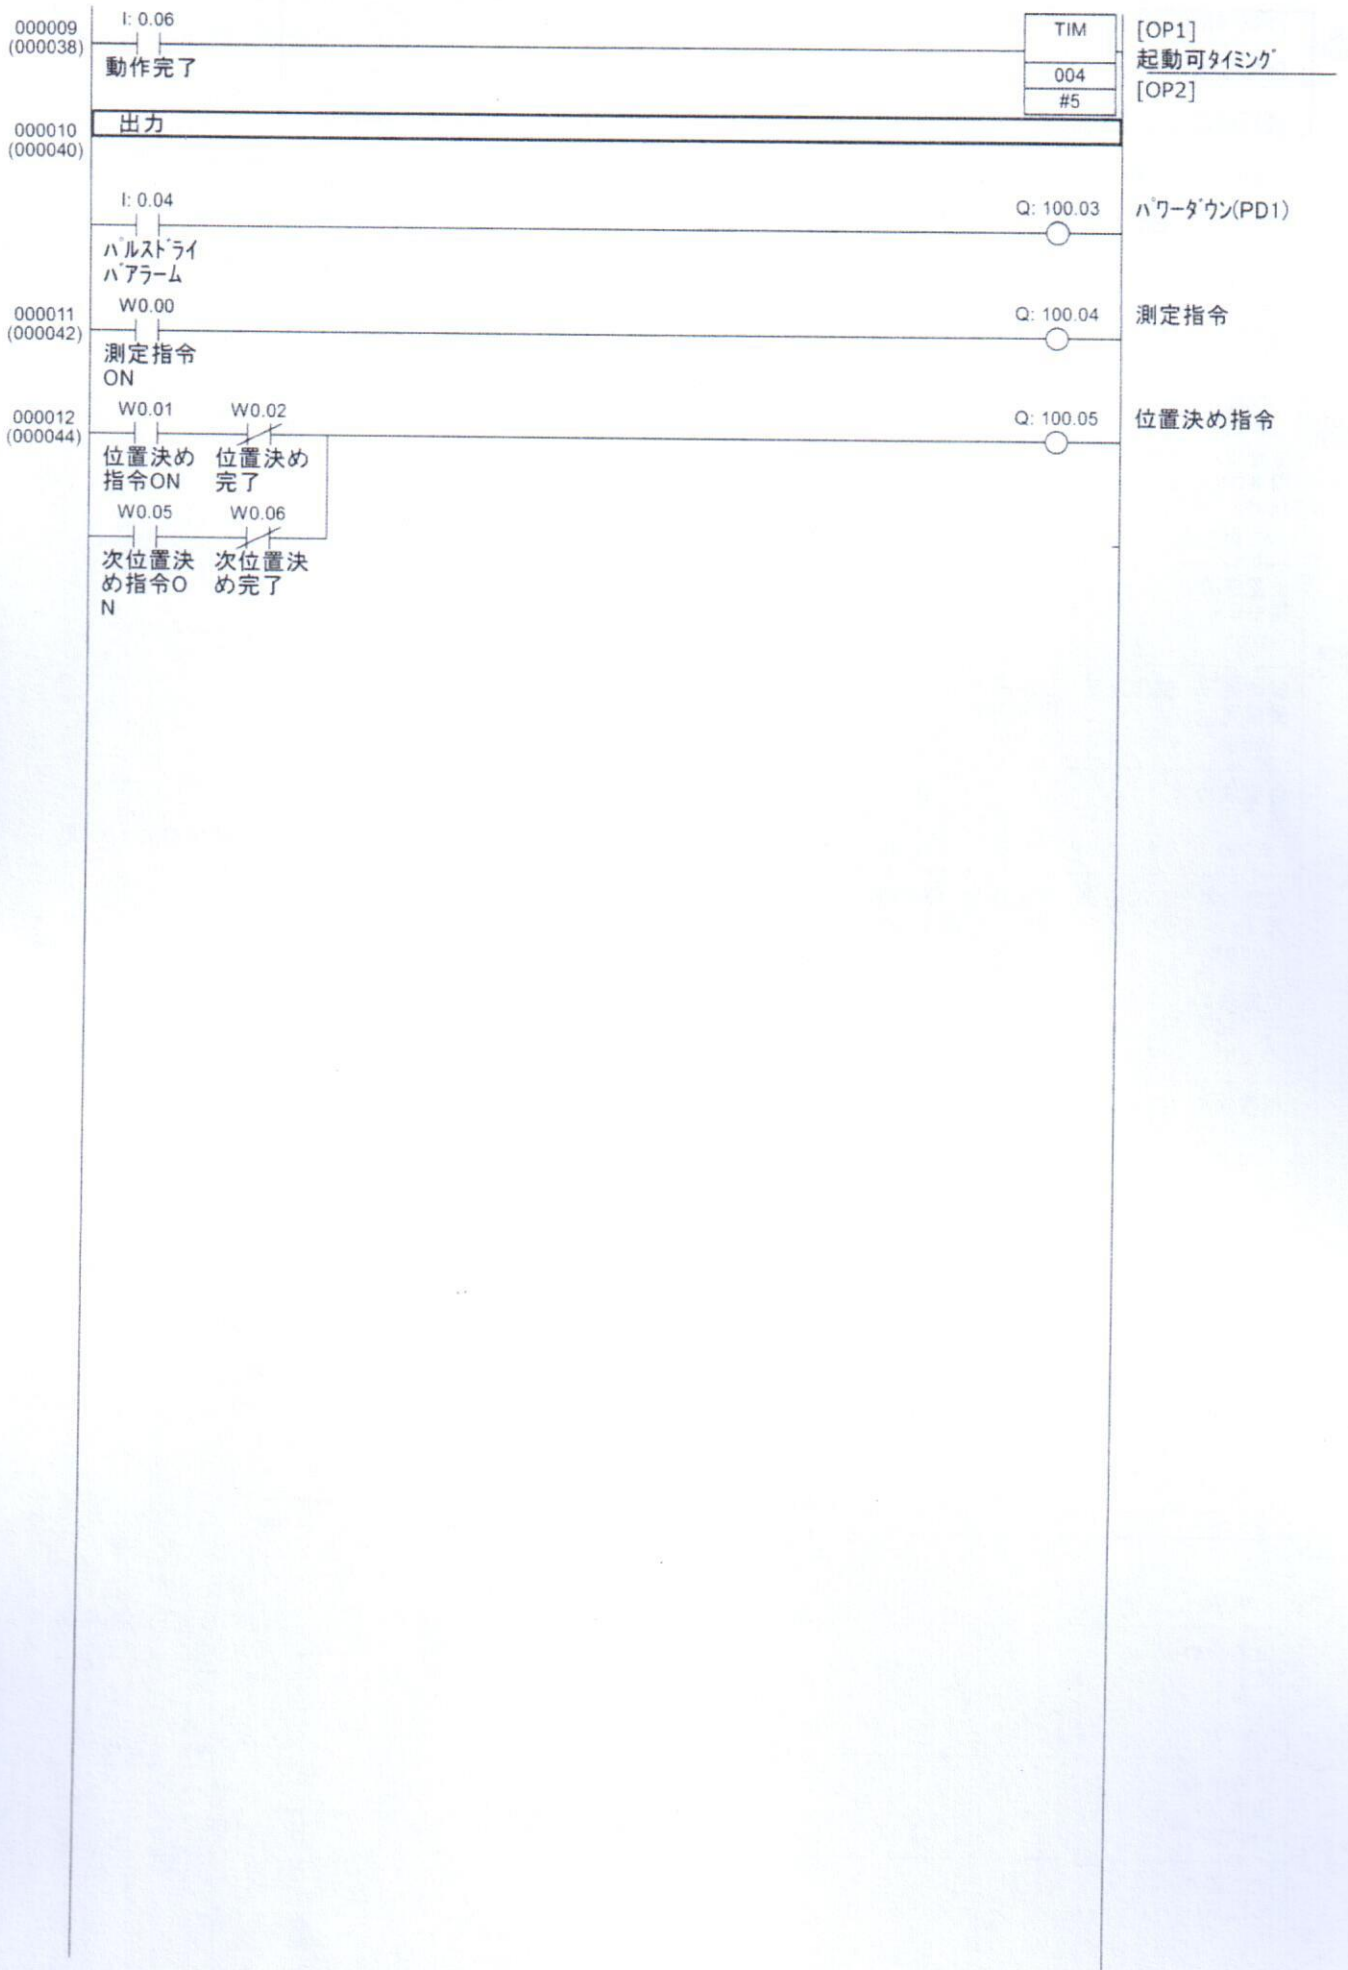 000009
(000038)
I: 0.06
動作完了
TIM
004
#5
[OP1]
起動可ﾀｲﾐﾝｸﾞ
[OP2]
000010
(000040)
出力
I: 0.04
ﾊﾟﾙｽﾄﾞﾗｲ
ﾊﾞｱﾗｰﾑ
Q: 100.03
ﾊﾟﾜｰﾀﾞｳﾝ(PD1)
000011
(000042)
W0.00
測定指令
ON
Q: 100.04
測定指令
000012
(000044)
W0.01
W0.02
位置決め
指令ON
位置決め
完了
Q: 100.05
位置決め指令
W0.05
W0.06
次位置決
め指令O
N
次位置決
め完了